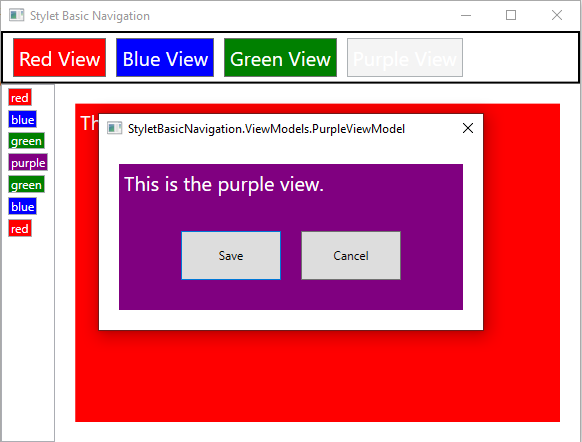 Stylet Basic Navigation
Red View Blue View Green View Purple View
red
blue
green
purple
green
blue
red
Th
StyletBasicNavigation.ViewModels.PurpleViewModel
This is the purple view.
Save Cancel